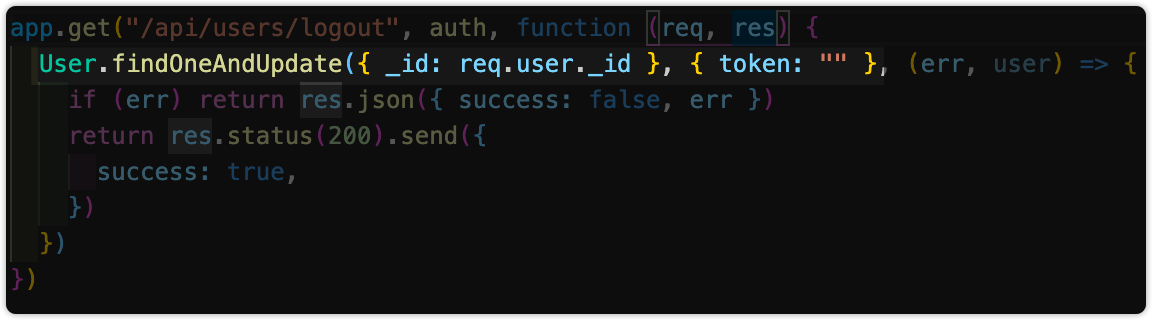 app.get("/api/users/logout", auth, function (req, res) {
User.findOneAndUpdate({ _id: req.user._id }, { token: "" }, (err, user) => {
if (err) return res.json({ success: false, err })
return res.status(200).send({
success: true,
})
})
})